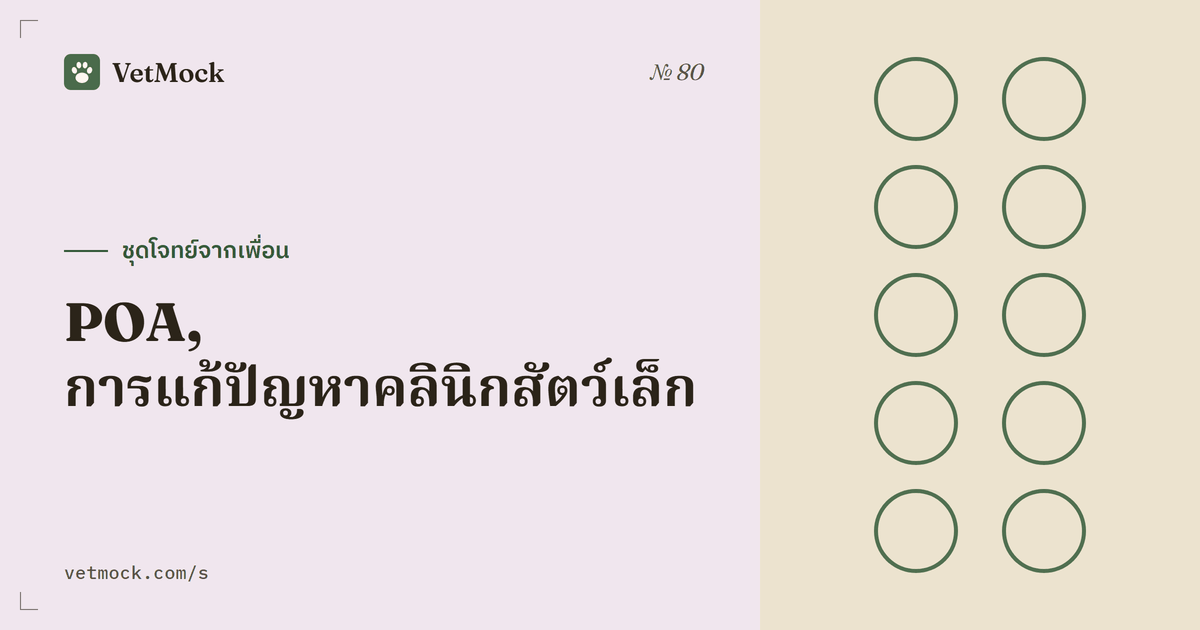 VetMock
№ 80
ชุดโจทย์จากเพื่อน
POA,
การแก้ปัญหาคลินิกสัตว์เล็ก
vetmock.com/s